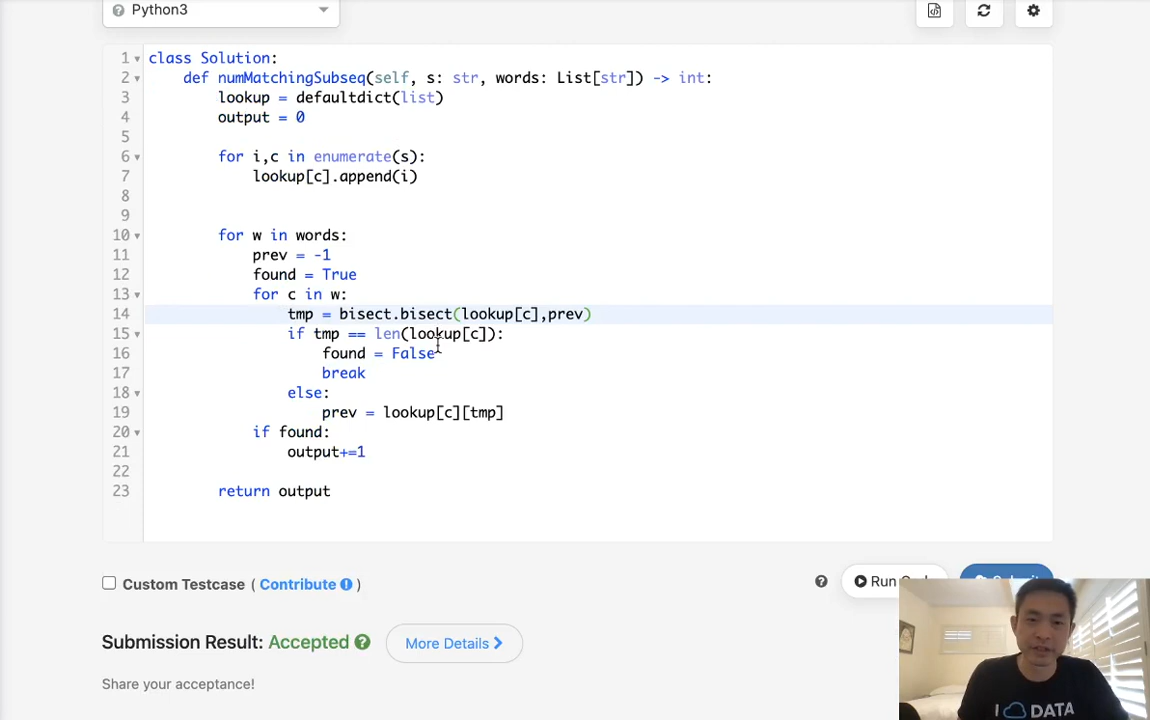 Python3
1 class Solution:
2 def numMatchingSubseq(self, s: str, words: List[str]) -> int:
3 lookup = defaultdict(list)
4 output = 0
5
6 for i,c in enumerate(s):
7 lookup[c].append(i)
8
9
10 for w in words:
11 prev = -1
12 found = True
13 for c in w:
14 tmp = bisect.bisect(lookup[c],prev)
15 if tmp == len(lookup[c]):
16 found = False
17 break
18 else:
19 prev = lookup[c][tmp]
20 if found:
21 output+=1
22
23 return output
Custom Testcase ( Contribute )
Run
Submission Result: Accepted
More Details
Share your acceptance!
I DATA